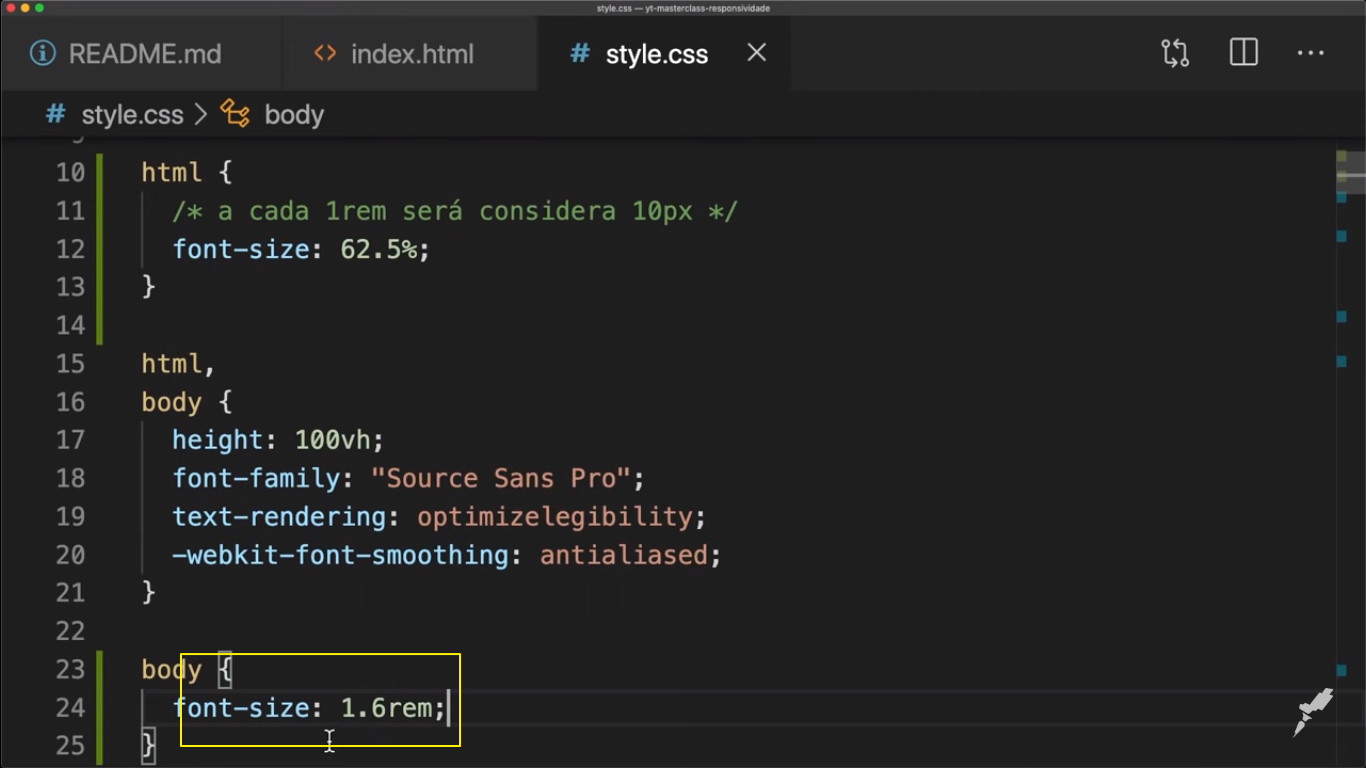 style.css — yt-masterclass-responsividade
README.md index.html style.css
style.css > body
10 html {
11 /* a cada 1rem será considera 10px */
12 font-size: 62.5%;
13 }
14
15 html,
16 body {
17 height: 100vh;
18 font-family: "Source Sans Pro";
19 text-rendering: optimizelegibility;
20 -webkit-font-smoothing: antialiased;
21 }
22
23 body {
24 font-size: 1.6rem;
25 }